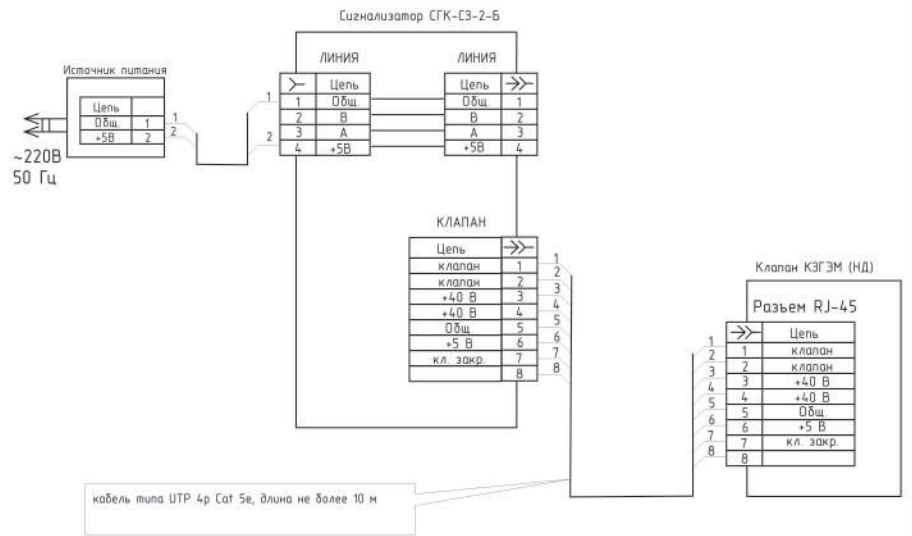 Сигнализатор СГК-СЗ-2-Б
ЛИНИЯ ЛИНИЯ
Источник питания
Цепь
Общ. 1
+5В 2
1
2
~220В
50 Гц
1
2
Цепь
1 Общ.
2 В
3 А
4 +5В
Цепь
Общ. 1
В 2
А 3
+5В 4
КЛАПАН
Цепь
клапан 1
клапан 2
+40 В 3
+40 В 4
Общ 5
+5 В 6
кл. закр. 7
8
1
2
3
4
5
6
7
8
Клапан КЗГЭМ (НД)
Разъем RJ-45
Цепь
1 клапан
2 клапан
3 +40 В
4 +40 В
5 Общ.
6 +5 В
7 кл. закр.
8
1
2
3
4
5
6
7
8
кабель типа UTP 4p Cat 5e, длина не более 10 м